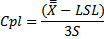 Cpl = (X̿ − LSL) / 3S